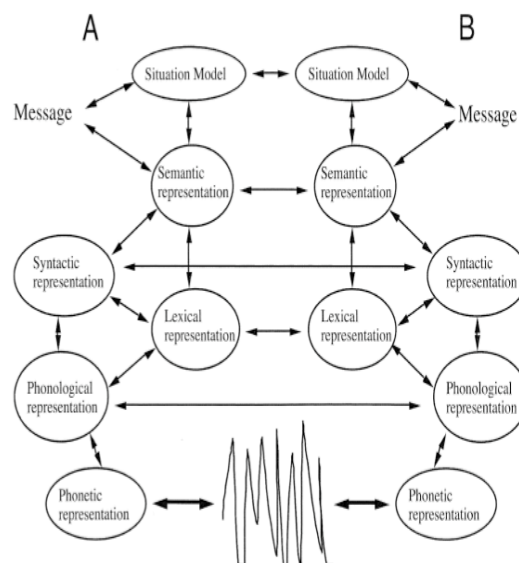 A
B
Situation Model
Situation Model
Message
Message
Semantic
representation
Semantic
representation
Syntactic
representation
Syntactic
representation
Lexical
representation
Lexical
representation
Phonological
representation
Phonological
representation
Phonetic
representation
Phonetic
representation